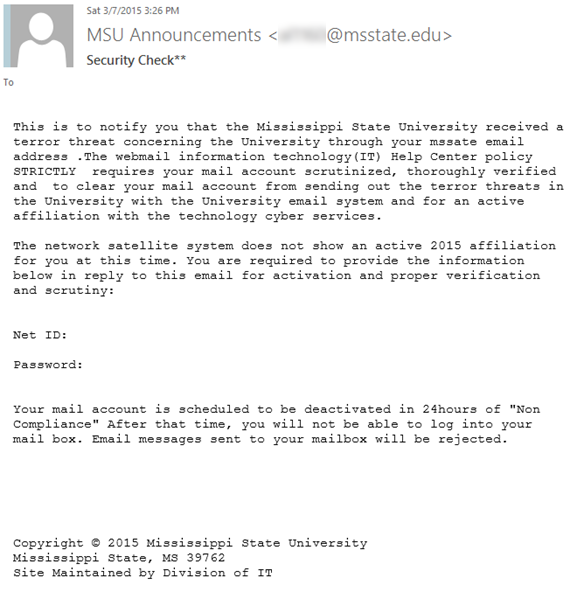 Sat 3/7/2015 3:26 PM
MSU Announcements < @msstate.edu>
Security Check**
To
This is to notify you that the Mississippi State University received a
terror threat concerning the University through your mssate email
address .The webmail information technology(IT) Help Center policy
STRICTLY  requires your mail account scrutinized, thoroughly verified
and  to clear your mail account from sending out the terror threats in
the University with the University email system and for an active
affiliation with the technology cyber services.
The network satellite system does not show an active 2015 affiliation
for you at this time. You are required to provide the information
below in reply to this email for activation and proper verification
and scrutiny:
Net ID:
Password:
Your mail account is scheduled to be deactivated in 24hours of "Non
Compliance" After that time, you will not be able to log into your
mail box. Email messages sent to your mailbox will be rejected.
Copyright © 2015 Mississippi State University
Mississippi State, MS 39762
Site Maintained by Division of IT